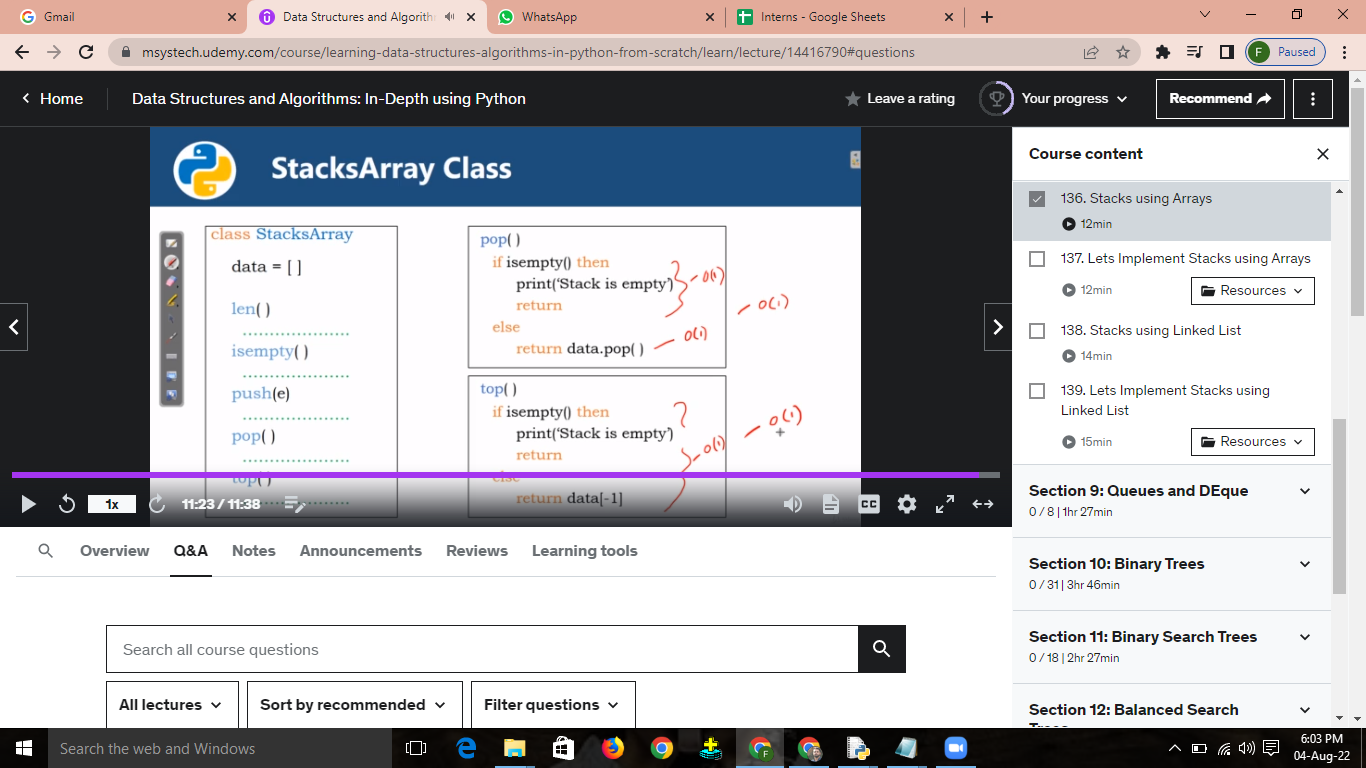 Gmail
Data Structures and Algorith
WhatsApp
Interns - Google Sheets
msystech.udemy.com/course/learning-data-structures-algorithms-in-python-from-scratch/learn/lecture/14416790#questions
F Paused
Home
Data Structures and Algorithms: In-Depth using Python
Leave a rating
Your progress
Recommend
StacksArray Class
class StacksArray
data = [ ]
len( )
isempty( )
push(e)
pop( )
top( )
pop( )
if isempty() then
print('Stack is empty')
return
else
return data.pop( )
O(1)
O(1)
O(1)
top( )
if isempty() then
print('Stack is empty')
return
else
return data[-1]
O(1)
O(1)
1x
11:23 / 11:38
CC
Course content
136. Stacks using Arrays
12min
137. Lets Implement Stacks using Arrays
12min
Resources
138. Stacks using Linked List
14min
139. Lets Implement Stacks using
Linked List
15min
Resources
Section 9: Queues and DEque
0 / 8 | 1hr 27min
Section 10: Binary Trees
0 / 31 | 3hr 46min
Section 11: Binary Search Trees
0 / 18 | 2hr 27min
Section 12: Balanced Search
Trees
Overview
Q&A
Notes
Announcements
Reviews
Learning tools
Search all course questions
All lectures
Sort by recommended
Filter questions
Search the web and Windows
6:03 PM
04-Aug-22